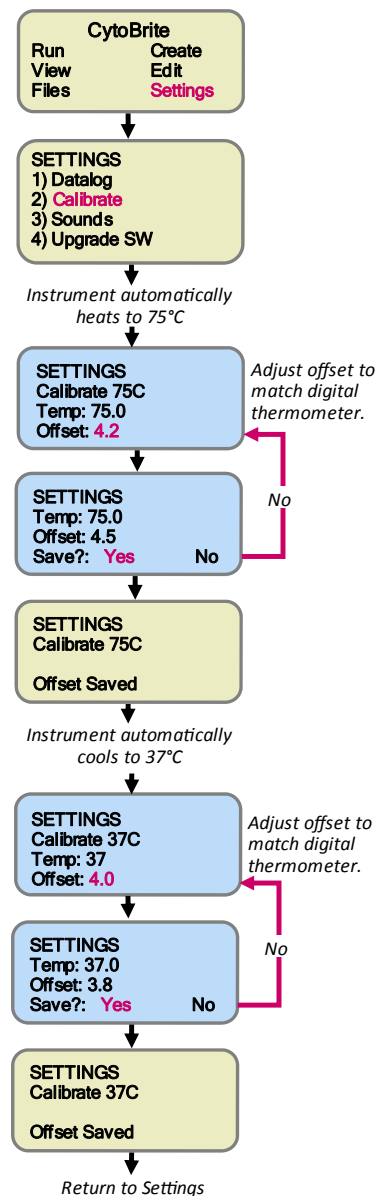 CytoBrite
Run Create
View Edit
Files Settings
SETTINGS
1) Datalog
2) Calibrate
3) Sounds
4) Upgrade SW
Instrument automatically
heats to 75°C
SETTINGS
Calibrate 75C
Temp: 75.0
Offset: 4.2
Adjust offset to
match digital
thermometer.
No
SETTINGS
Temp: 75.0
Offset: 4.5
Save?: Yes No
SETTINGS
Calibrate 75C
Offset Saved
Instrument automatically
cools to 37°C
SETTINGS
Calibrate 37C
Temp: 37
Offset: 4.0
Adjust offset to
match digital
thermometer.
No
SETTINGS
Temp: 37.0
Offset: 3.8
Save?: Yes No
SETTINGS
Calibrate 37C
Offset Saved
Return to Settings